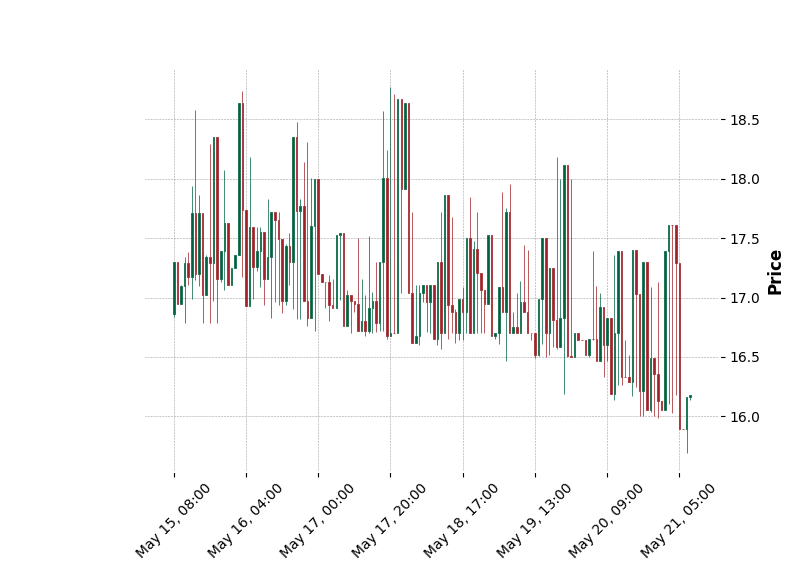 18.5
18.0
17.5
17.0
16.5
16.0
Price
May 15, 08:00
May 16, 04:00
May 17, 00:00
May 17, 20:00
May 18, 17:00
May 19, 13:00
May 20, 09:00
May 21, 05:00